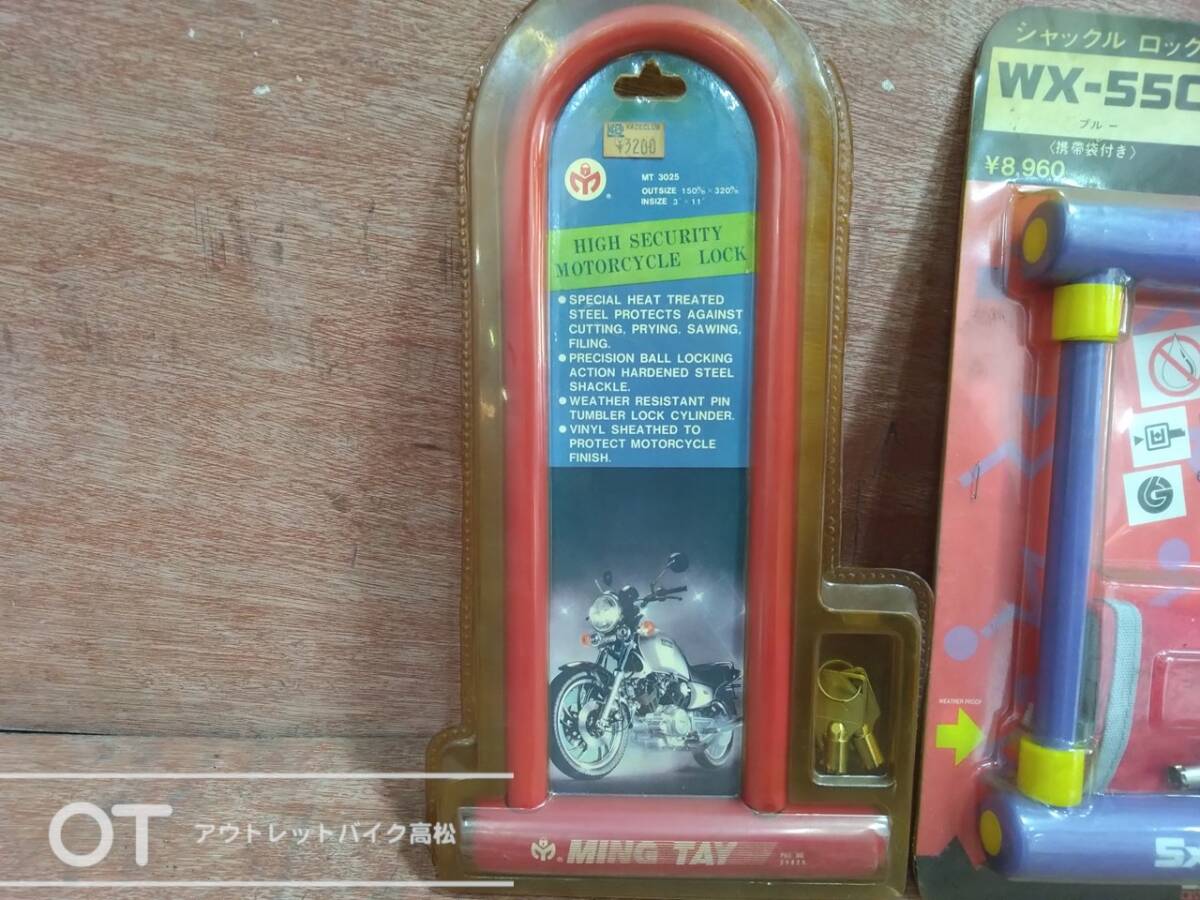 ¥3200
MT 3025
OUTSIZE 150% × 320%
INSIZE 3" × 11"
HIGH SECURITY
MOTORCYCLE LOCK
● SPECIAL HEAT TREATED
STEEL PROTECTS AGAINST
CUTTING, PRYING, SAWING,
FILING.
● PRECISION BALL LOCKING
ACTION HARDENED STEEL
SHACKLE.
● WEATHER RESISTANT PIN
TUMBLER LOCK CYLINDER.
● VINYL SHEATHED TO
PROTECT MOTORCYCLE
FINISH.
® MING TAY
シャックル ロック
WX-550
ブルー
〈携帯袋付き〉
¥8,960
WEATHER PROOF
OT アウトレットバイク高松